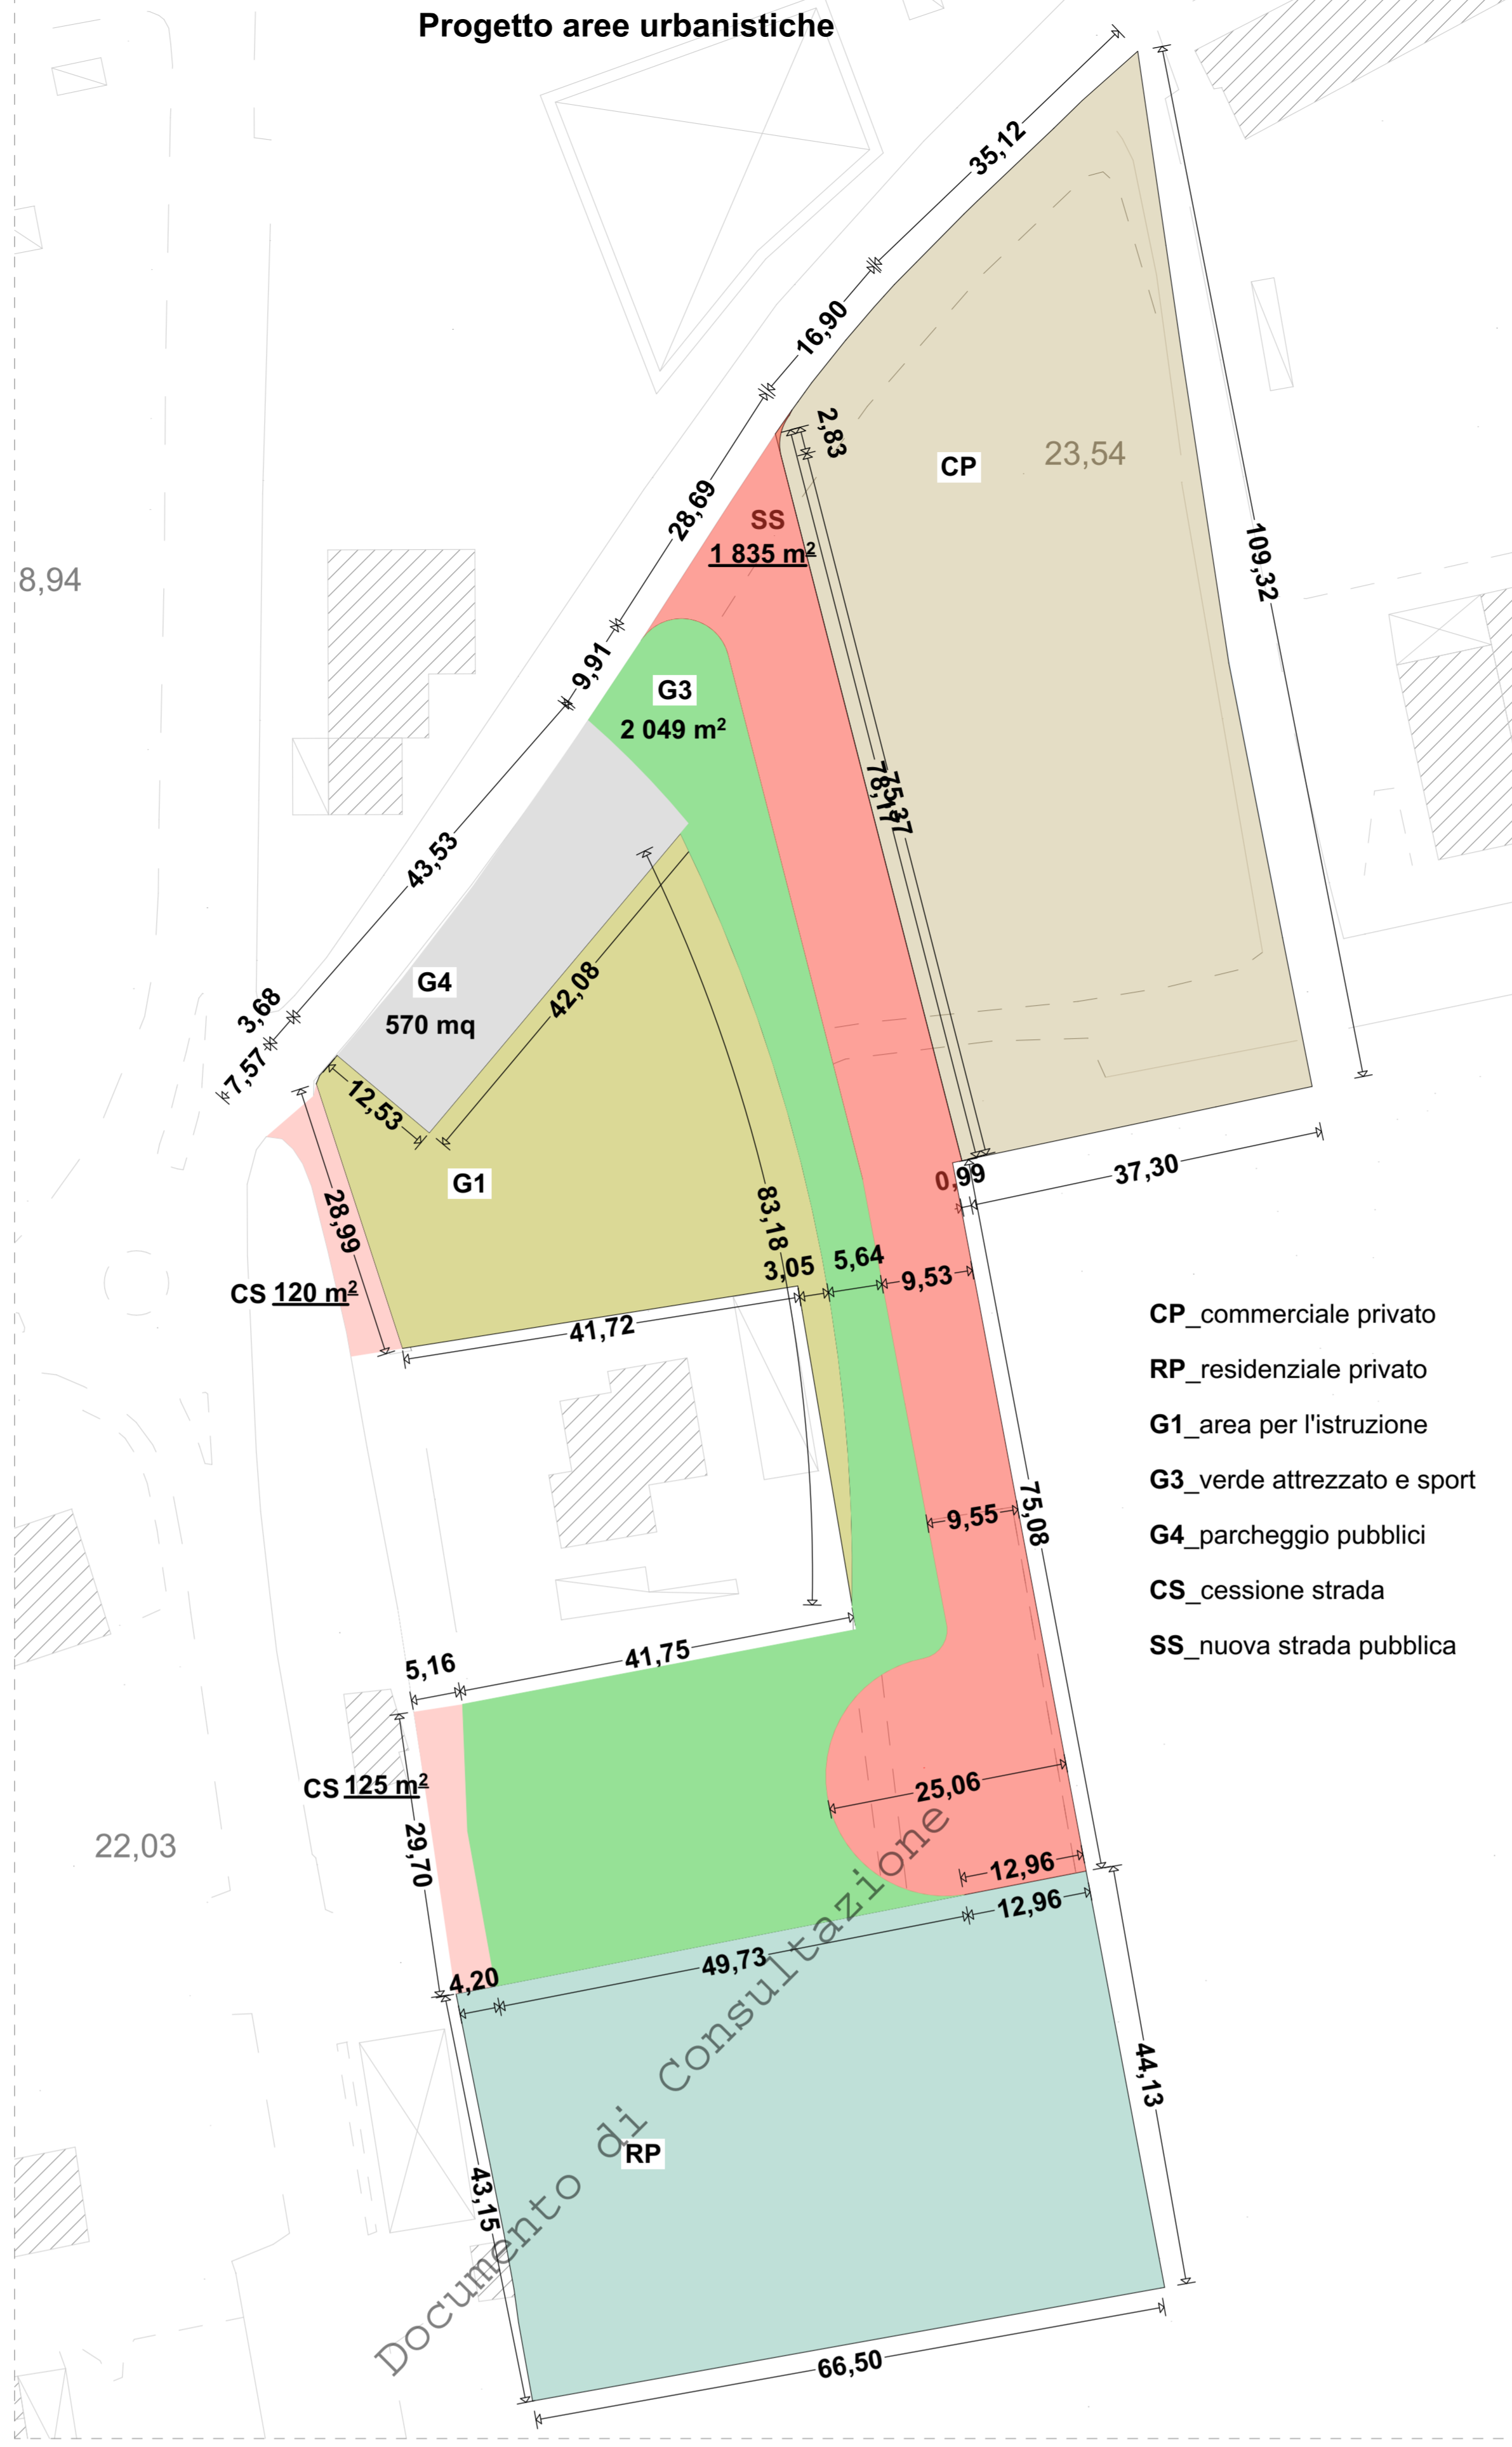 Progetto aree urbanistiche
35,12
16,90
2,83
CP
23,54
28,69
SS
1 835 m²
109,32
8,94
9,91
G3
2 049 m²
78,17
75,37
43,53
G4
570 mq
42,08
3,68
7,57
12,53
G1
0,99
37,30
28,99
83,18
3,05
5,64
9,53
CS 120 m²
41,72
CP_commerciale privato
RP_residenziale privato
G1_area per l'istruzione
G3_verde attrezzato e sport
G4_parcheggio pubblici
CS_cessione strada
SS_nuova strada pubblica
9,55
75,08
5,16
41,75
CS 125 m²
25,06
22,03
29,70
12,96
12,96
4,20
49,73
44,13
RP
43,15
66,50
Documento di Consultazione